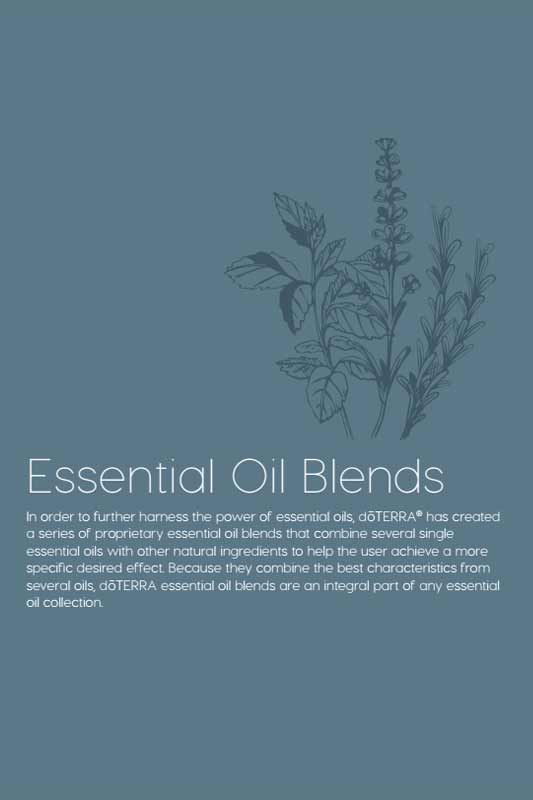 Essential Oil Blends
In order to further harness the power of essential oils, dōTERRA® has created
a series of proprietary essential oil blends that combine several single
essential oils with other natural ingredients to help the user achieve a more
specific desired effect. Because they combine the best characteristics from
several oils, dōTERRA essential oil blends are an integral part of any essential
oil collection.